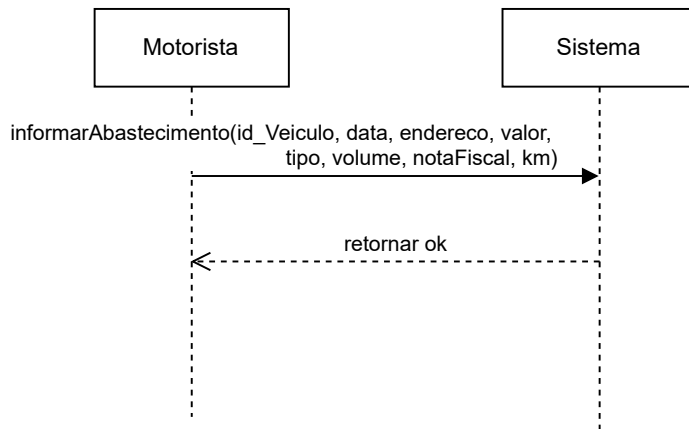 Motorista
Sistema
informarAbastecimento(id_Veiculo, data, endereco, valor,
tipo, volume, notaFiscal, km)
retornar ok